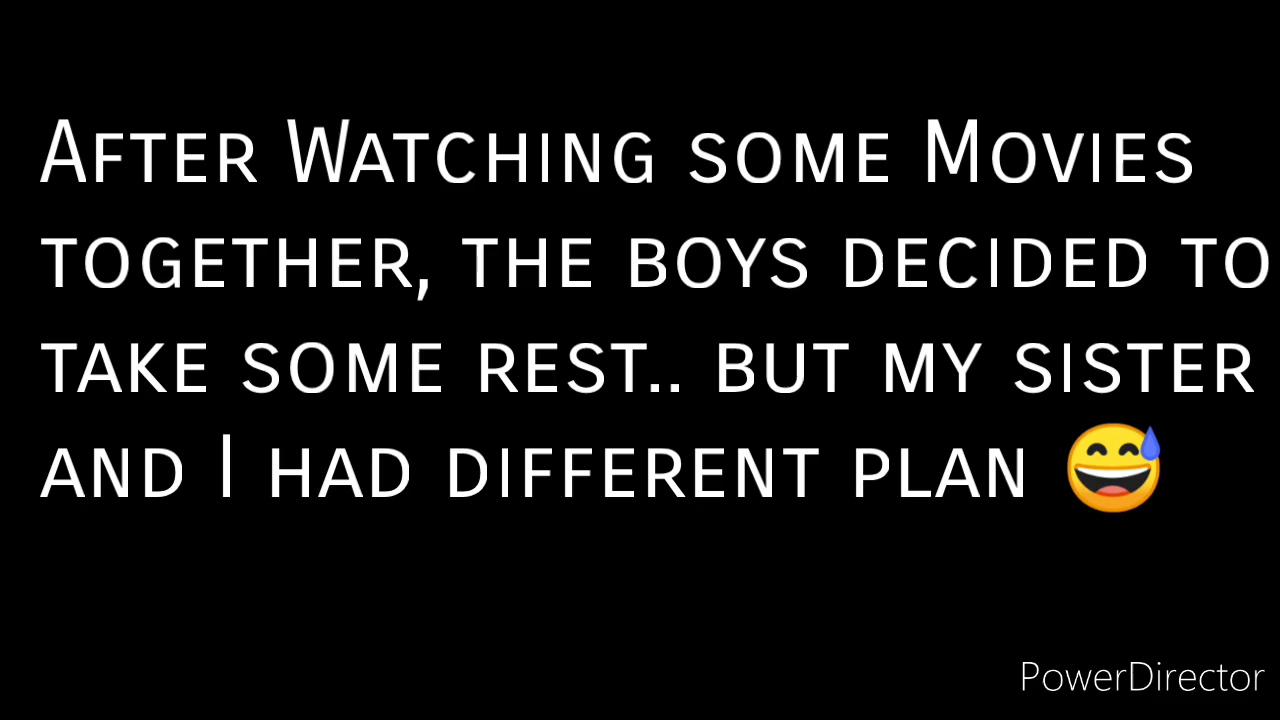 After Watching some Movies
together, the boys decided to
take some rest.. but my sister
and I had different plan 😅
PowerDirector